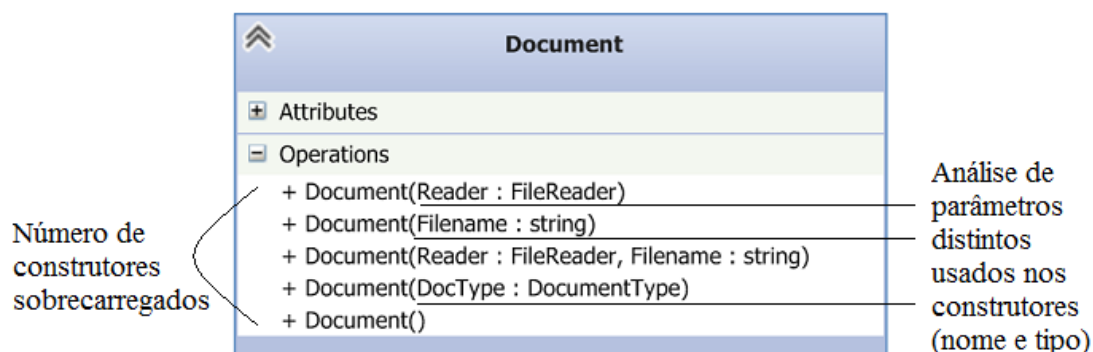 Document
Attributes
Operations
+ Document(Reader : FileReader)
+ Document(Filename : string)
+ Document(Reader : FileReader, Filename : string)
+ Document(DocType : DocumentType)
+ Document()
Número de
construtores
sobrecarregados
Análise de
parâmetros
distintos
usados nos
construtores
(nome e tipo)